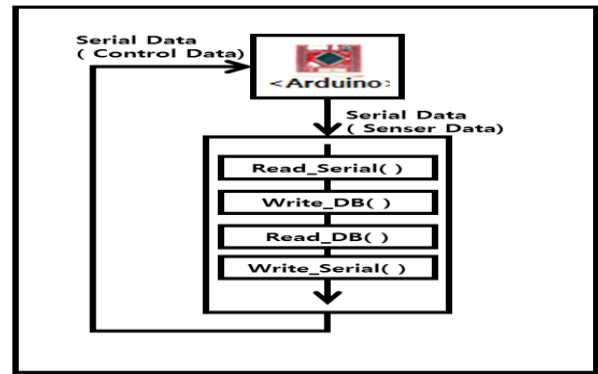 Serial Data
( Control Data)
<Arduino>
Serial Data
( Senser Data)
Read_Serial( )
Write_DB( )
Read_DB( )
Write_Serial( )